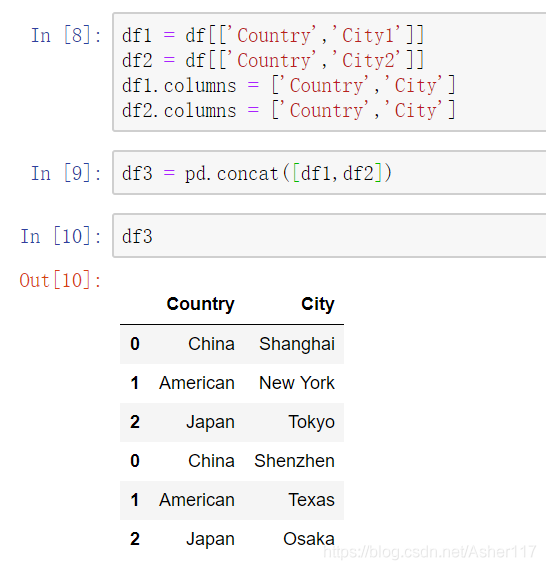 In [8]: df1 = df[['Country','City1']]
df2 = df[['Country','City2']]
df1.columns = ['Country','City']
df2.columns = ['Country','City']
In [9]: df3 = pd.concat([df1,df2])
In [10]: df3
Out[10]:
Country City
0 China Shanghai
1 American New York
2 Japan Tokyo
0 China Shenzhen
1 American Texas
2 Japan Osaka
https://blog.csdn.net/Asher117